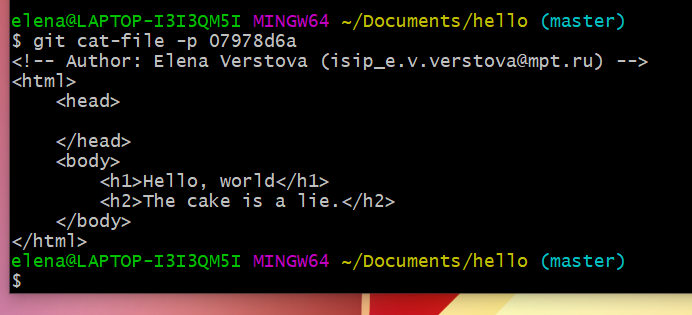 elena@LAPTOP-I3I3QM5I MINGW64 ~/Documents/hello (master)
$ git cat-file -p 07978d6a
<!-- Author: Elena Verstova (isip_e.v.verstova@mpt.ru) -->
<html>
    <head>

    </head>
    <body>
        <h1>Hello, world</h1>
        <h2>The cake is a lie.</h2>
    </body>
</html>
elena@LAPTOP-I3I3QM5I MINGW64 ~/Documents/hello (master)
$